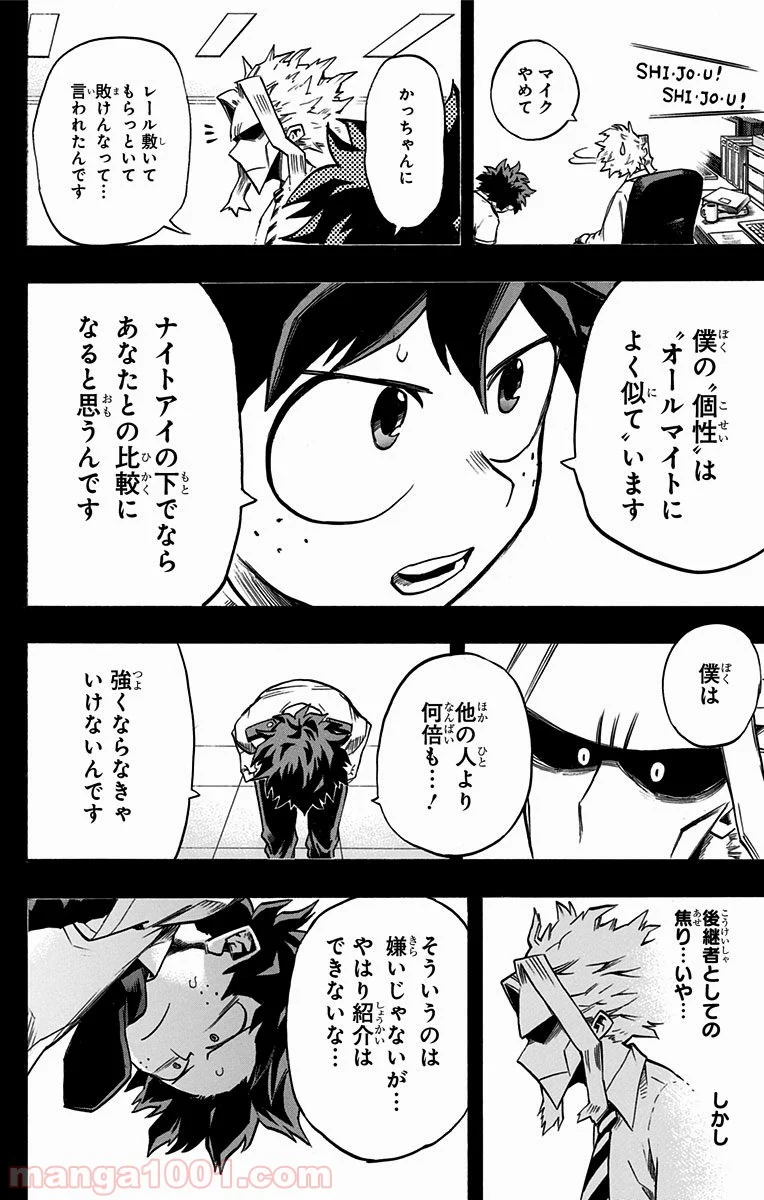 SHI・JO・U!
SHI・JO・U!
マイク
やめて
かっちゃんに
レール敷いて
もらっといて
敗けんなって…
言われたんです
僕の〝個性〟は
〝オールマイトに
よく似て〟います
ナイトアイの下でなら
あなたとの比較に
なると思うんです
僕は
他の人より
何倍も…!
強くならなきゃ
いけないんです
後継者としての
焦り…いや…
しかし
そういうのは
嫌いじゃないが…
やはり紹介は
できないな…
manga1001.com